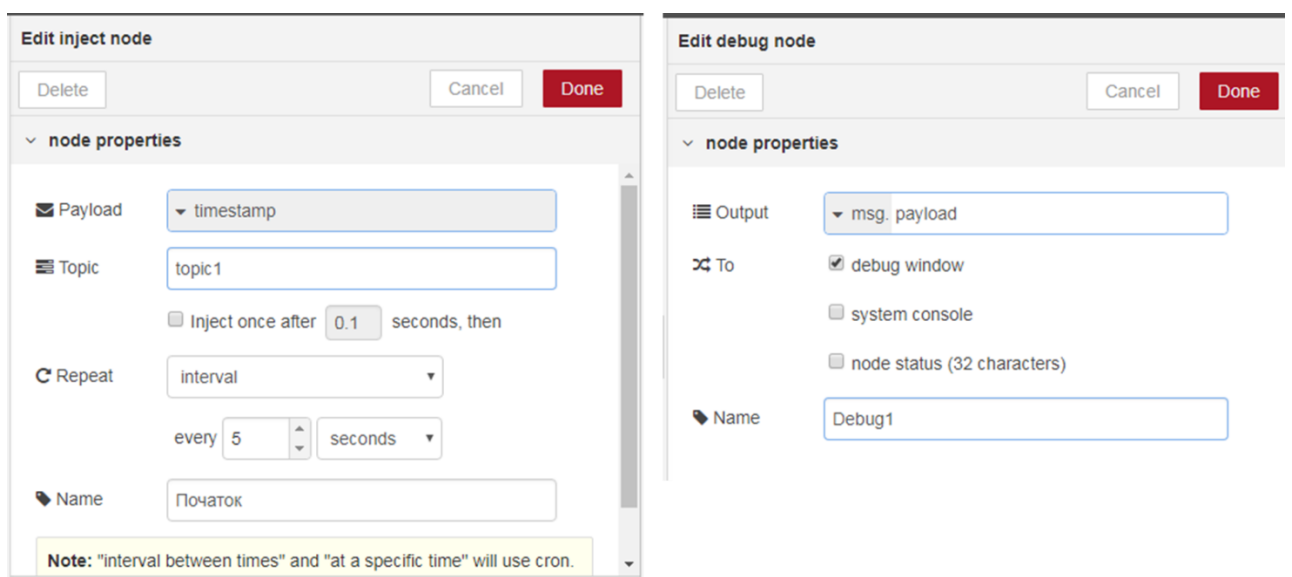 Edit inject node
Delete
Cancel
Done
node properties
Payload
timestamp
Topic
topic1
Inject once after 0.1 seconds, then
Repeat
interval
every 5 seconds
Name
Початок
Note: "interval between times" and "at a specific time" will use cron.
Edit debug node
Delete
Cancel
Done
node properties
Output
msg. payload
To
debug window
system console
node status (32 characters)
Name
Debug1